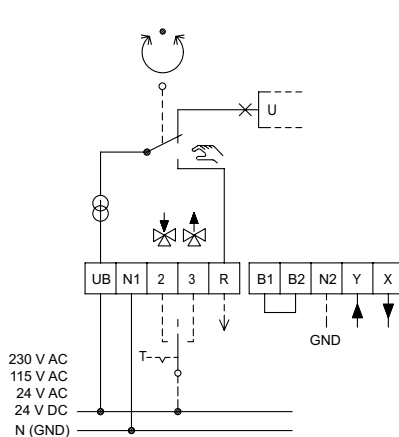 U
UB N1 2 3 R B1 B2 N2 Y X
GND
T
230 V AC
115 V AC
24 V AC
24 V DC
N (GND)